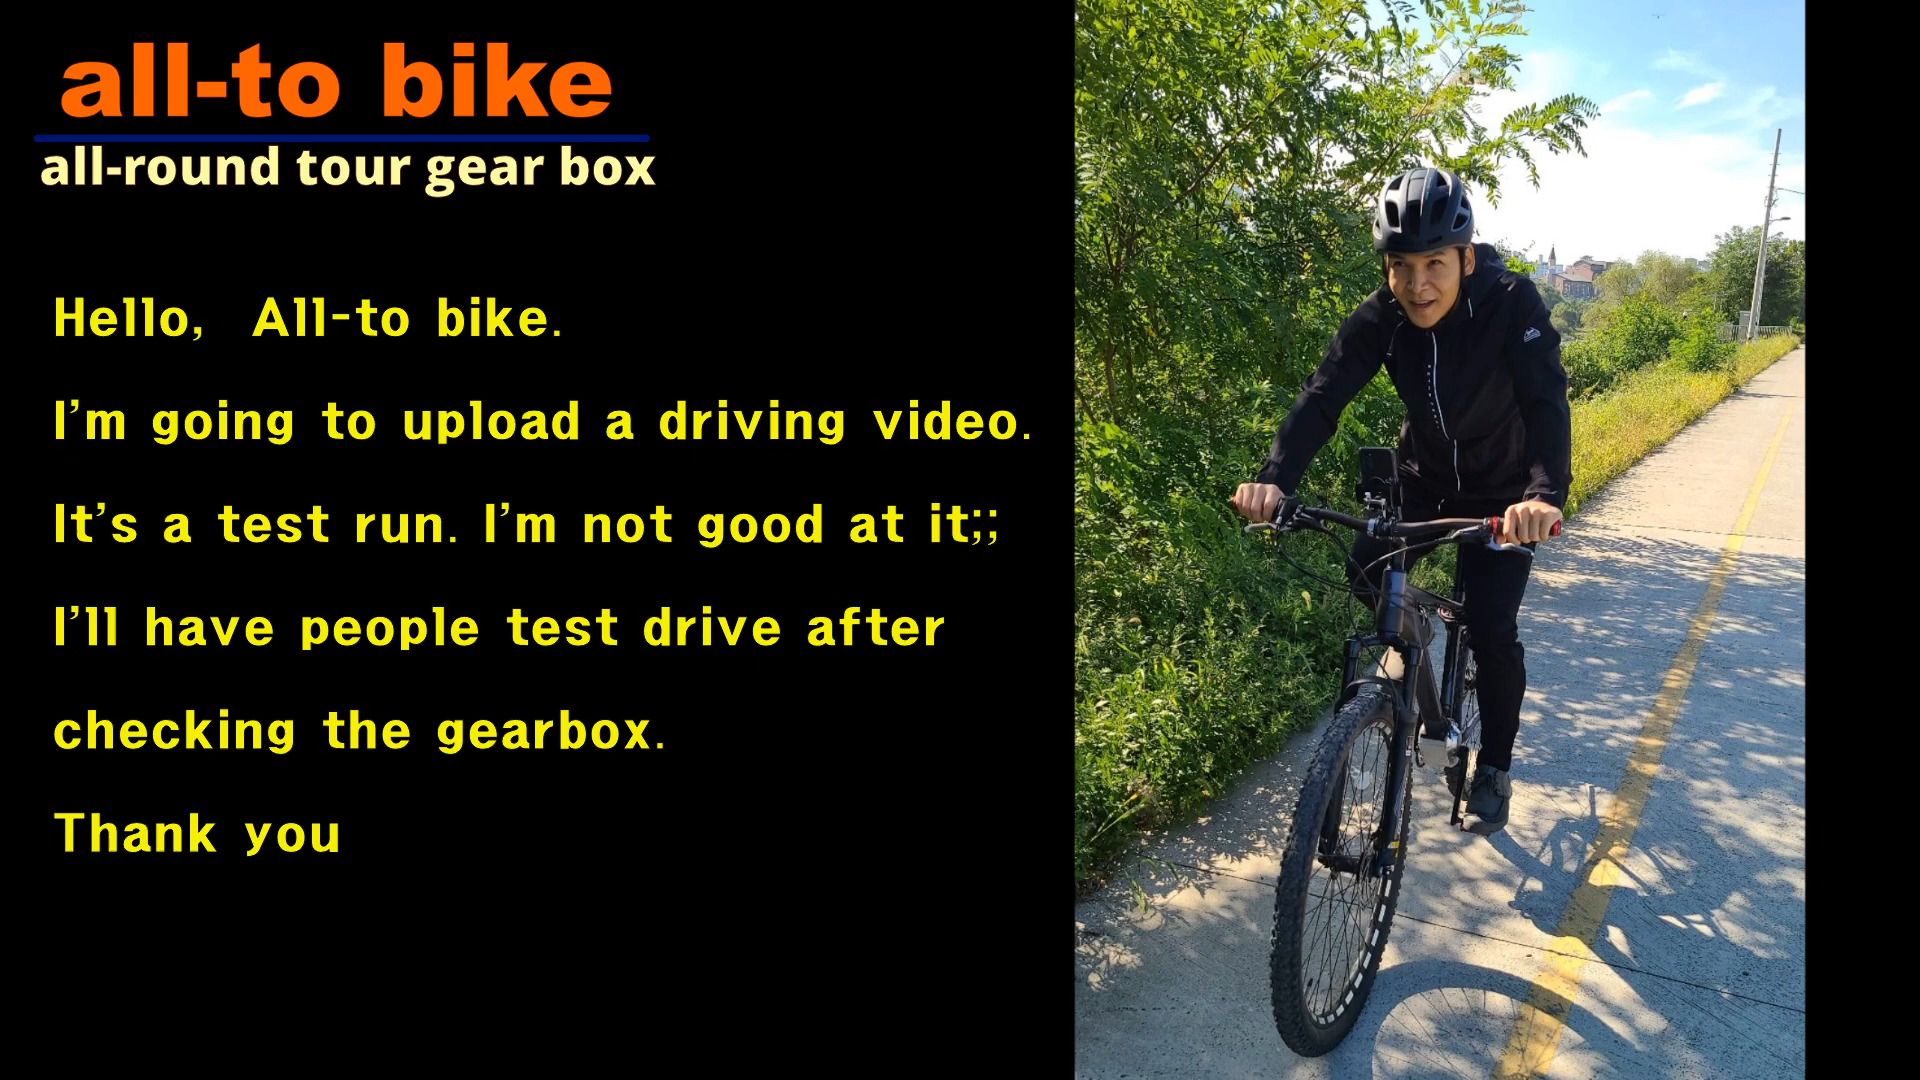 all-to bike
all-round tour gear box
Hello, All-to bike.
I'm going to upload a driving video.
It's a test run. I'm not good at it;;
I'll have people test drive after
checking the gearbox.
Thank you